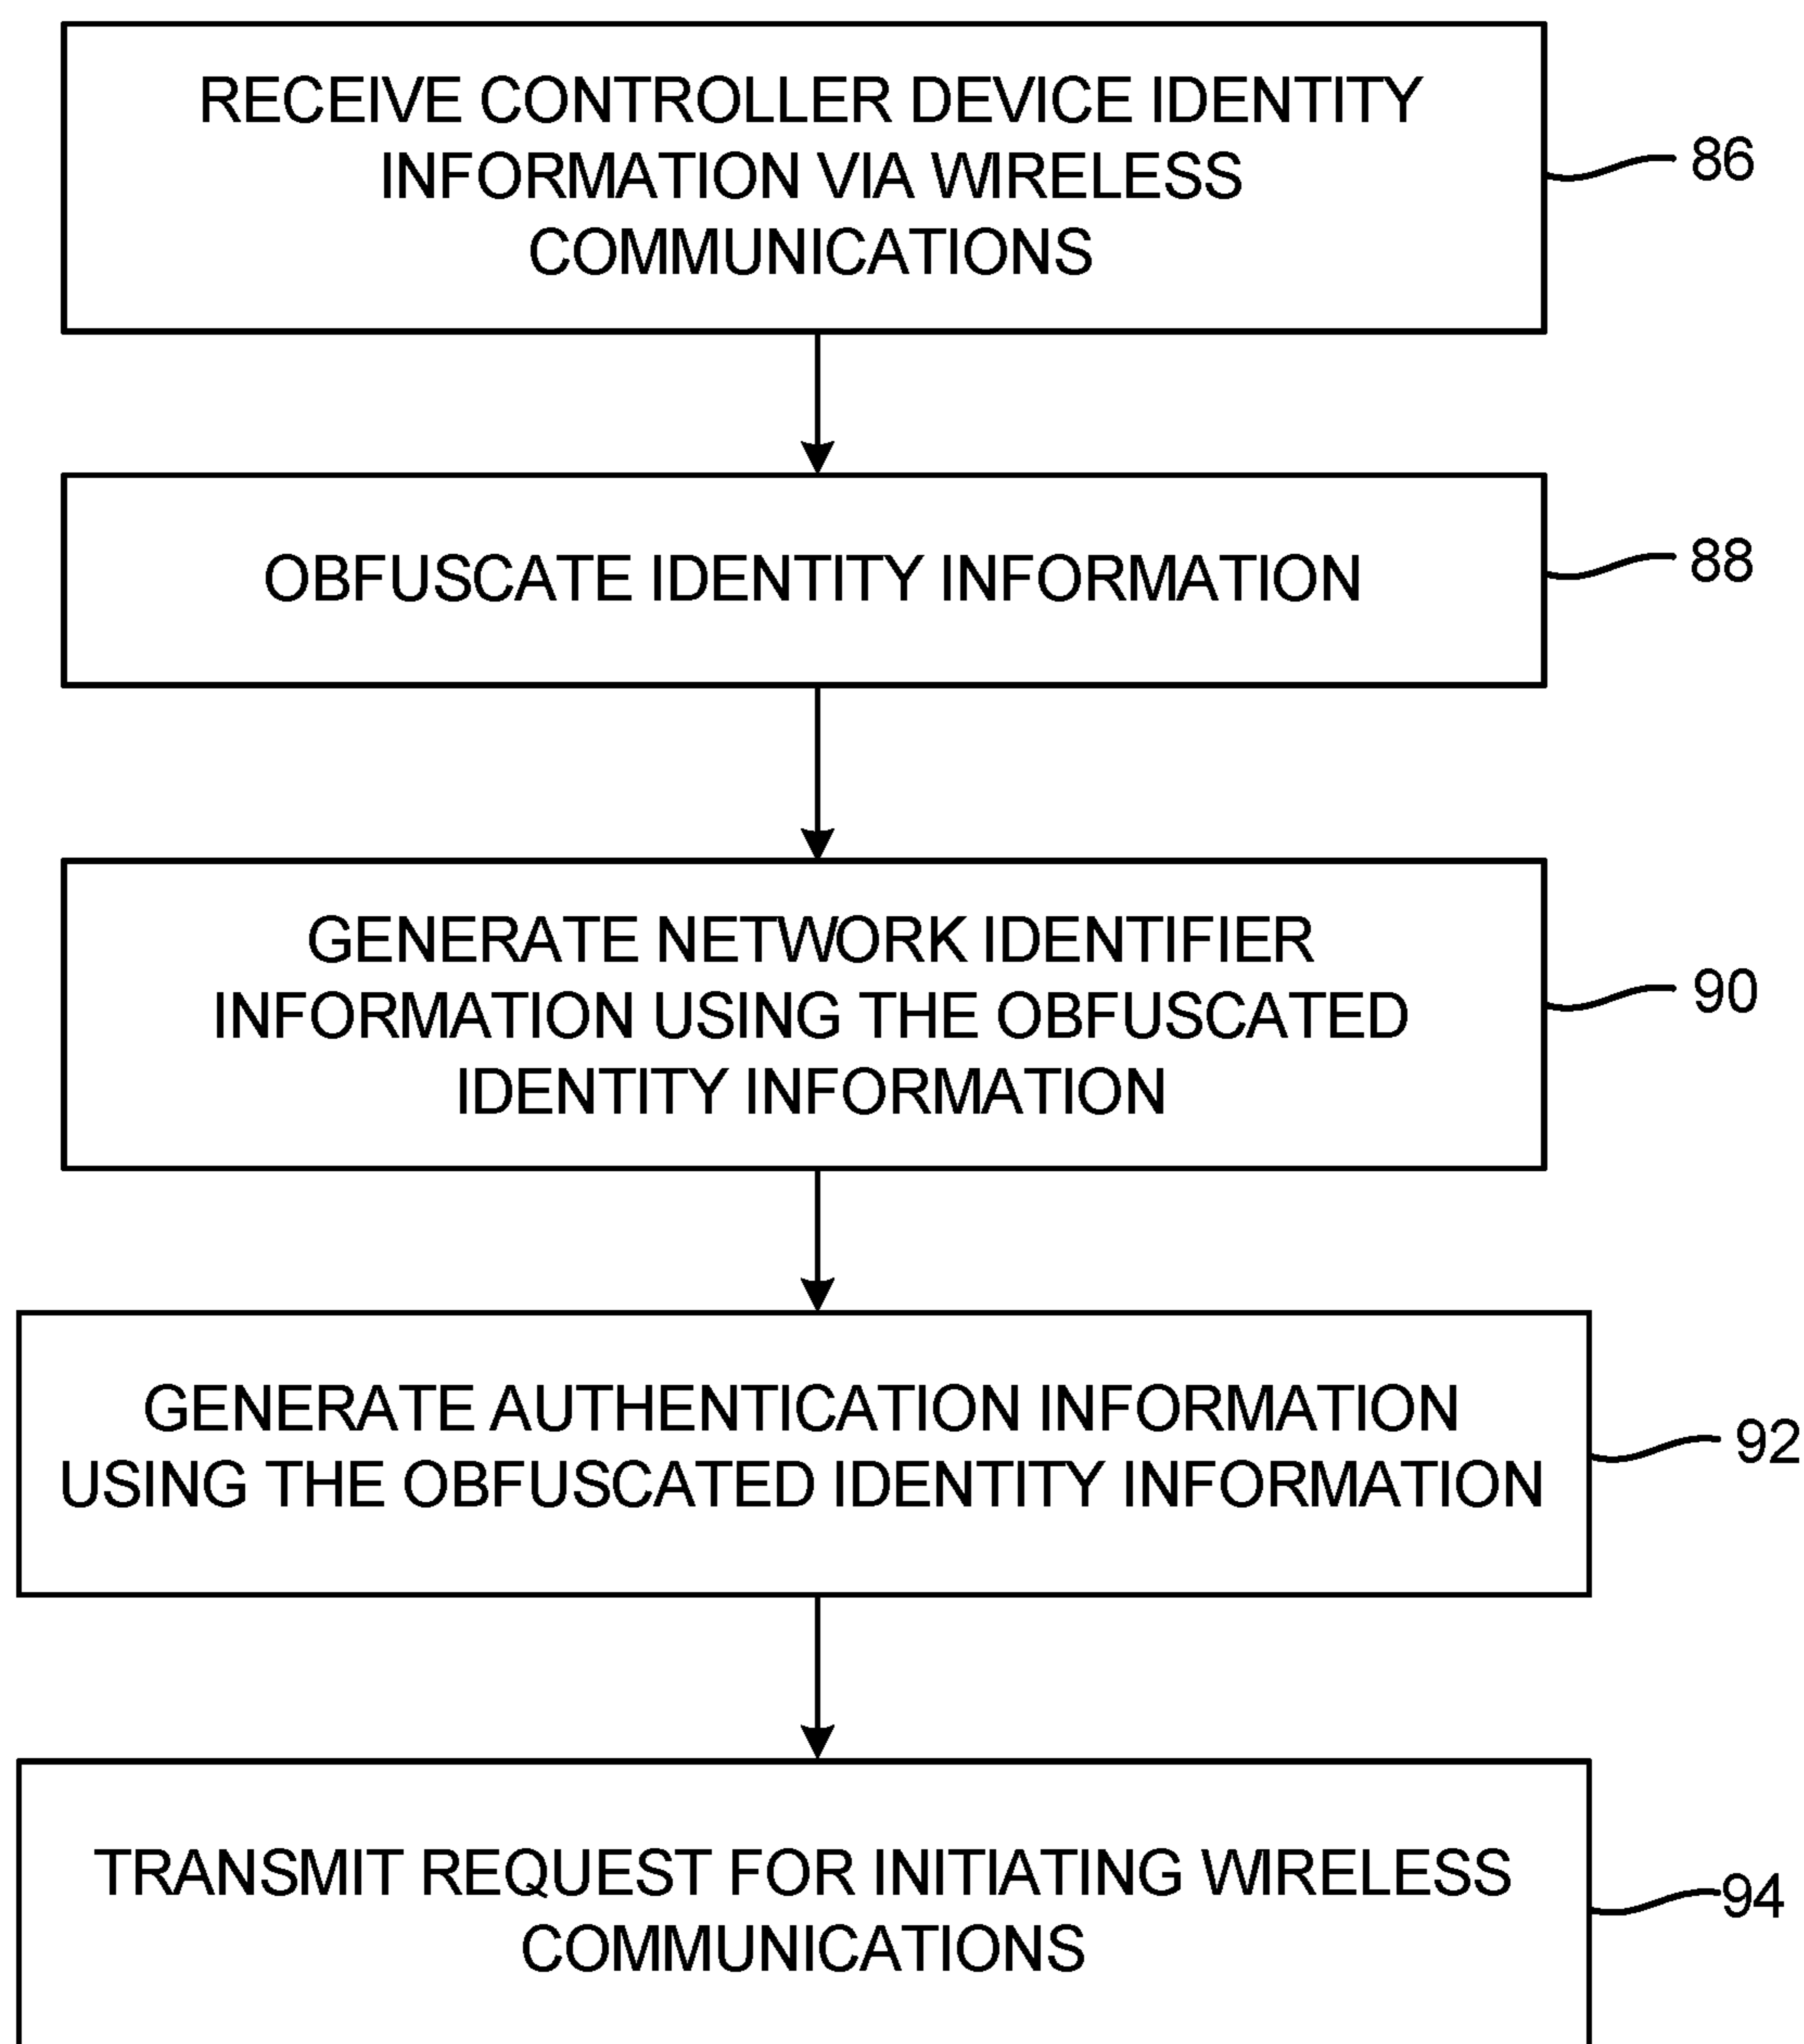 RECEIVE CONTROLLER DEVICE IDENTITY
INFORMATION VIA WIRELESS
COMMUNICATIONS
86
OBFUSCATE IDENTITY INFORMATION
88
GENERATE NETWORK IDENTIFIER
INFORMATION USING THE OBFUSCATED
IDENTITY INFORMATION
90
GENERATE AUTHENTICATION INFORMATION
USING THE OBFUSCATED IDENTITY INFORMATION
92
TRANSMIT REQUEST FOR INITIATING WIRELESS
COMMUNICATIONS
94